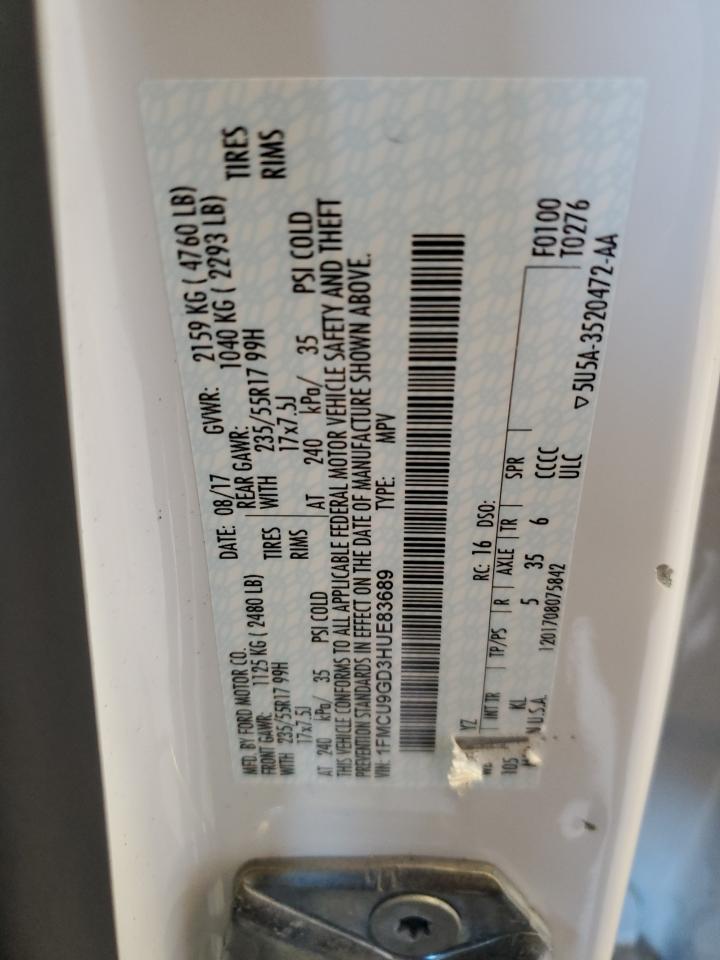 MFD. BY FORD MOTOR CO.
DATE: 08/17 GVWR: 2159 KG ( 4760 LB)
FRONT GAWR: 1125 KG ( 2480 LB)
REAR GAWR: 1040 KG ( 2293 LB)
WITH 235/55R17 99H TIRES
WITH 235/55R17 99H TIRES
17x7.5J RIMS
17x7.5J RIMS
AT 240 kPa/ 35 PSI COLD
AT 240 kPa/ 35 PSI COLD
THIS VEHICLE CONFORMS TO ALL APPLICABLE FEDERAL MOTOR VEHICLE SAFETY AND THEFT
PREVENTION STANDARDS IN EFFECT ON THE DATE OF MANUFACTURE SHOWN ABOVE.
VIN: 1FMCU9GD3HUE83689 TYPE: MPV
YZ RC: 16 DSO:
WB INT TR TP/PS R AXLE TR SPR F0100
105 KL 5 35 6 CCCC T0276
U.S.A. 1201708075842 ULC ▽5U5A-3520472-AA